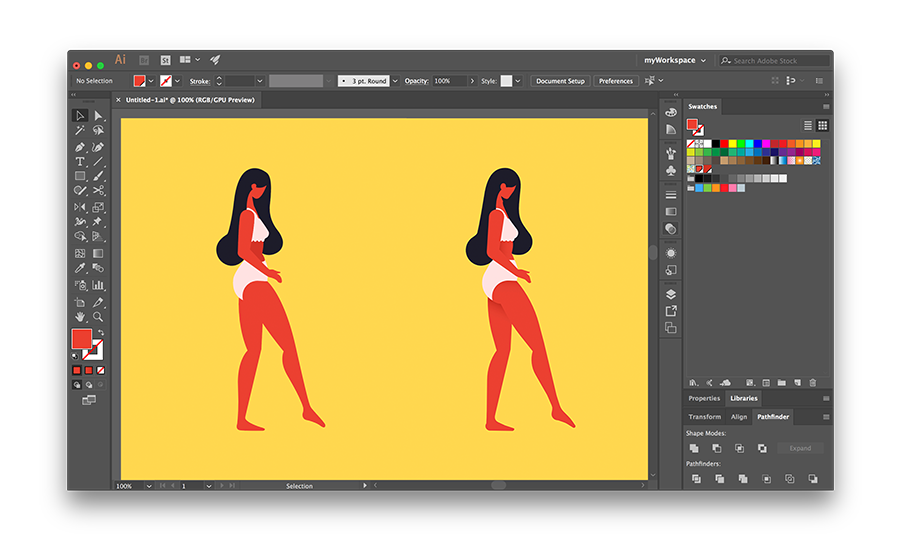 Ai Br St myWorkspace Search Adobe Stock
No Selection Stroke: 3 pt. Round Opacity: 100% Style: Document Setup Preferences
× Untitled-1.ai* @ 100% (RGB/GPU Preview)
Swatches
T
Properties Libraries
Transform Align Pathfinder
Shape Modes:
Expand
Pathfinders:
100% 1 Selection